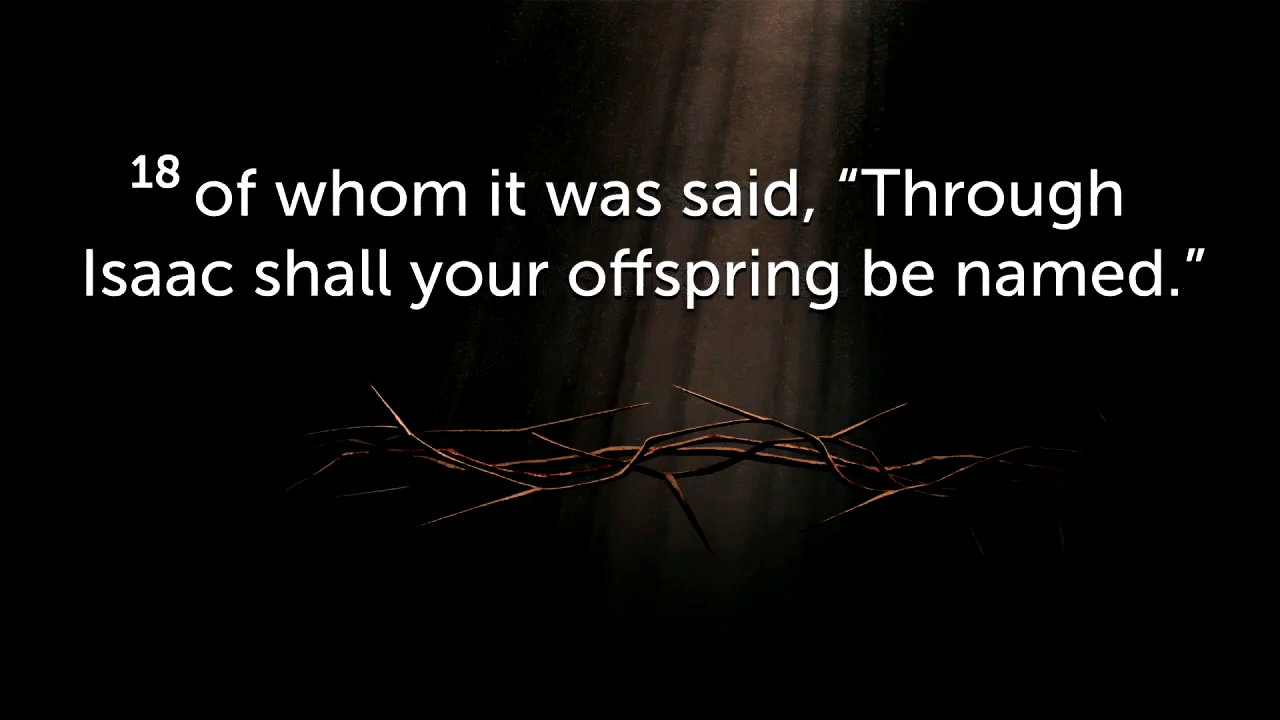 18 of whom it was said, “Through
Isaac shall your offspring be named.”